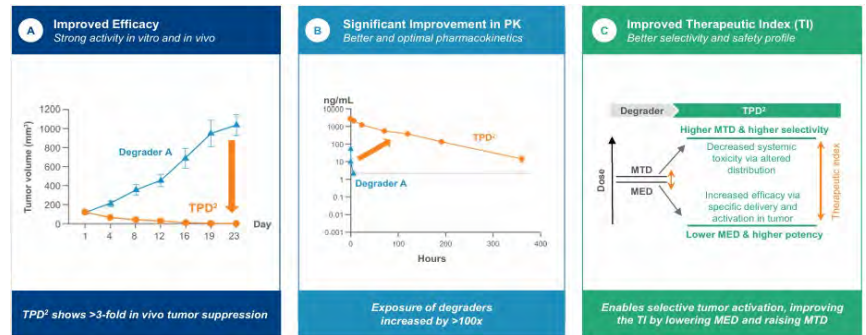 A
Improved Efficacy
Strong activity in vitro and in vivo
Tumor volume (mm³)
1200
1000
800
600
400
200
0
Degrader A
TPD²
1 4 8 12 16 19 23
Day
TPD² shows >3-fold in vivo tumor suppression
B
Significant Improvement in PK
Better and optimal pharmacokinetics
ng/mL
10000
1000
100
10
1
0.1
0.01
0.001
TPD²
Degrader A
0 100 200 300 400
Hours
Exposure of degraders
increased by >100x
C
Improved Therapeutic Index (TI)
Better selectivity and safety profile
Degrader
TPD²
Higher MTD & higher selectivity
Decreased systemic
toxicity via altered
distribution
Dose
MTD
MED
Therapeutic Index
Increased efficacy via
specific delivery and
activation in tumor
Lower MED & higher potency
Enables selective tumor activation, improving
the TI by lowering MED and raising MTD